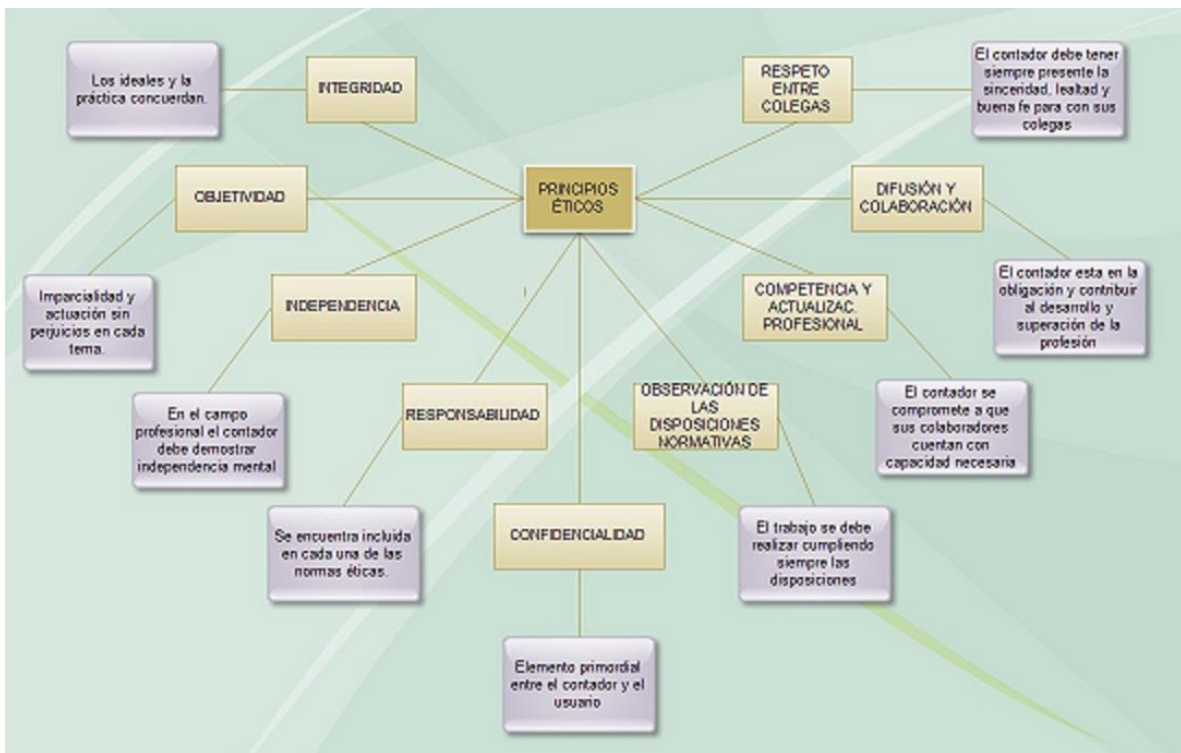 PRINCIPIOS
ÉTICOS
INTEGRIDAD
Los ideales y la
práctica concuerdan.
OBJETIVIDAD
Imparcialidad y
actuación sin
perjuicios en cada
tema.
INDEPENDENCIA
En el campo
profesional el contador
debe demostrar
independencia mental
RESPONSABILIDAD
Se encuentra incluida
en cada una de las
normas éticas.
CONFIDENCIALIDAD
Elemento primordial
entre el contador y el
usuario
OBSERVACIÓN DE
LAS
DISPOSICIONES
NORMATIVAS
El trabajo se debe
realizar cumpliendo
siempre las
disposiciones
COMPETENCIA Y
ACTUALIZAC.
PROFESIONAL
El contador se
compromete a que
sus colaboradores
cuentan con
capacidad necesaria
DIFUSIÓN Y
COLABORACIÓN
El contador esta en la
obligación y contribuir
al desarrollo y
superación de la
profesión
RESPETO
ENTRE
COLEGAS
El contador debe tener
siempre presente la
sinceridad, lealtad y
buena fe para con sus
colegas